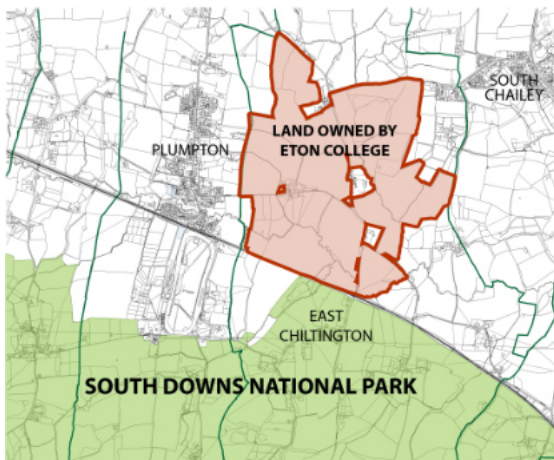 SOUTH
CHAILEY
LAND OWNED BY
ETON COLLEGE
PLUMPTON
EAST
CHILTINGTON
SOUTH DOWNS NATIONAL PARK